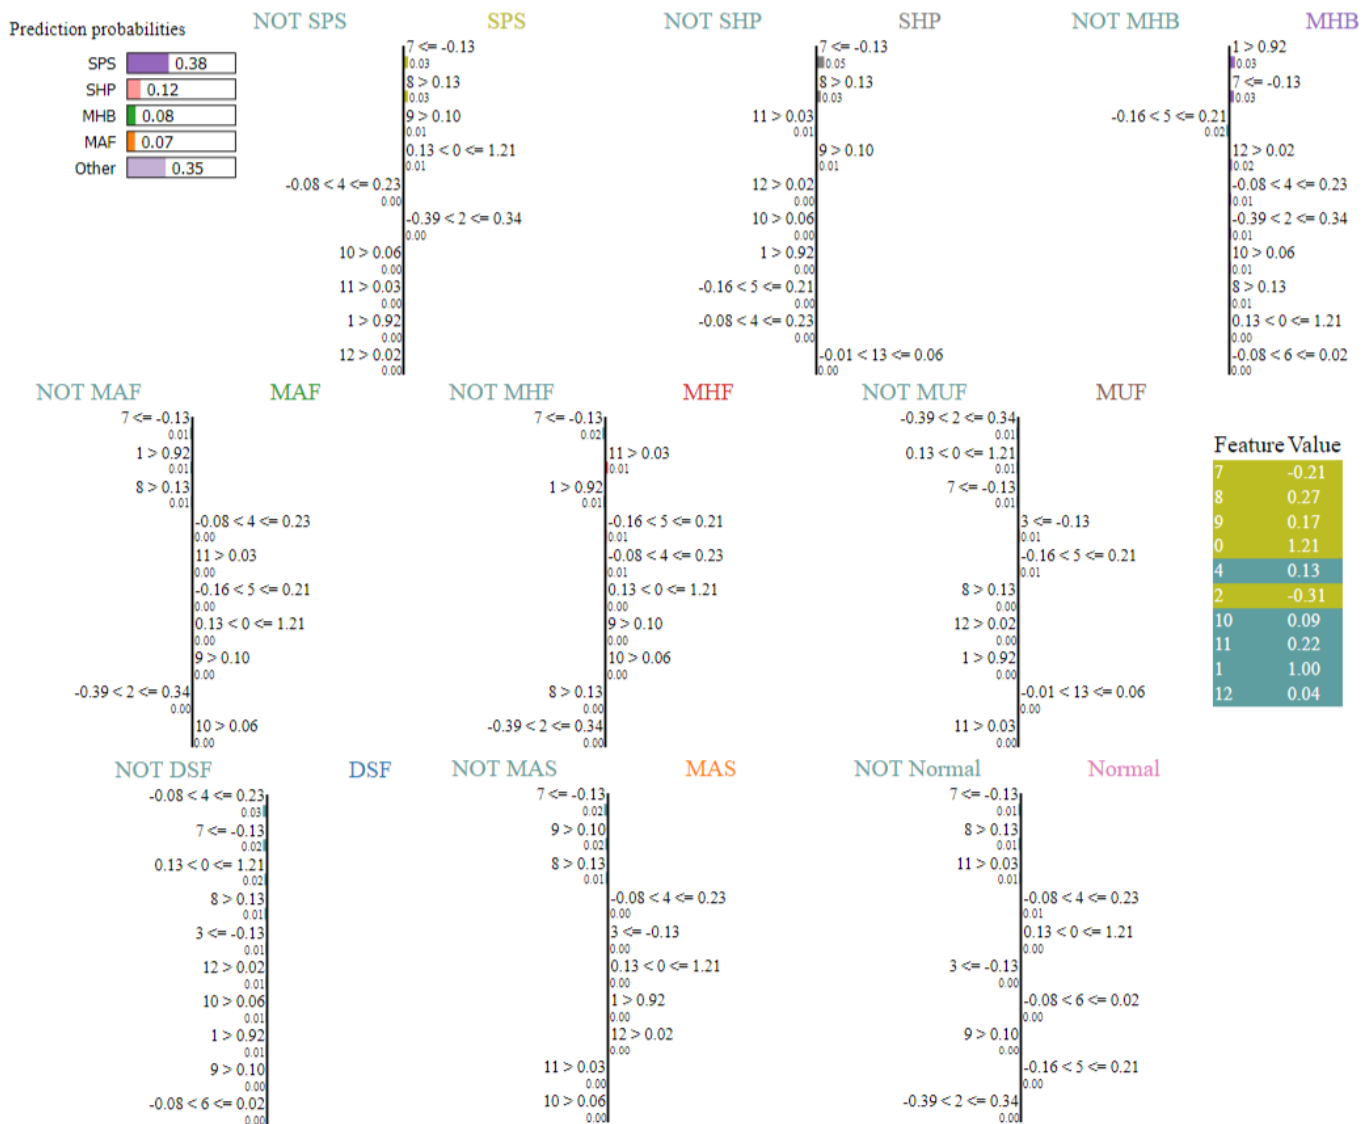 Prediction probabilities
SPS 0.38
SHP 0.12
MHB 0.08
MAF 0.07
Other 0.35
NOT SPS SPS
7 <= -0.13
0.03
8 > 0.13
0.03
9 > 0.10
0.01
0.13 < 0 <= 1.21
0.01
-0.08 < 4 <= 0.23
0.00
-0.39 < 2 <= 0.34
0.00
10 > 0.06
0.00
11 > 0.03
0.00
1 > 0.92
0.00
12 > 0.02
0.00
NOT SHP SHP
7 <= -0.13
0.05
8 > 0.13
0.03
11 > 0.03
0.01
9 > 0.10
0.01
12 > 0.02
0.00
10 > 0.06
0.00
1 > 0.92
0.00
-0.16 < 5 <= 0.21
0.00
-0.08 < 4 <= 0.23
0.00
-0.01 < 13 <= 0.06
0.00
NOT MHB MHB
1 > 0.92
0.03
7 <= -0.13
0.03
-0.16 < 5 <= 0.21
0.02
12 > 0.02
0.02
-0.08 < 4 <= 0.23
0.01
-0.39 < 2 <= 0.34
0.01
10 > 0.06
0.01
8 > 0.13
0.01
0.13 < 0 <= 1.21
0.00
-0.08 < 6 <= 0.02
0.00
NOT MAF MAF
7 <= -0.13
0.01
1 > 0.92
0.01
8 > 0.13
0.01
-0.08 < 4 <= 0.23
0.00
11 > 0.03
0.00
-0.16 < 5 <= 0.21
0.00
0.13 < 0 <= 1.21
0.00
9 > 0.10
0.00
-0.39 < 2 <= 0.34
0.00
10 > 0.06
0.00
NOT MHF MHF
7 <= -0.13
0.02
11 > 0.03
0.01
1 > 0.92
0.01
-0.16 < 5 <= 0.21
0.01
-0.08 < 4 <= 0.23
0.01
0.13 < 0 <= 1.21
0.00
9 > 0.10
0.00
10 > 0.06
0.00
8 > 0.13
0.00
-0.39 < 2 <= 0.34
0.00
NOT MUF MUF
-0.39 < 2 <= 0.34
0.01
0.13 < 0 <= 1.21
0.01
7 <= -0.13
0.01
3 <= -0.13
0.01
-0.16 < 5 <= 0.21
0.01
8 > 0.13
0.00
12 > 0.02
0.00
1 > 0.92
0.00
-0.01 < 13 <= 0.06
0.00
11 > 0.03
0.00
Feature Value
7 -0.21
8 0.27
9 0.17
0 1.21
4 0.13
2 -0.31
10 0.09
11 0.22
1 1.00
12 0.04
NOT DSF DSF
-0.08 < 4 <= 0.23
0.03
7 <= -0.13
0.02
0.13 < 0 <= 1.21
0.02
8 > 0.13
0.01
3 <= -0.13
0.01
12 > 0.02
0.01
10 > 0.06
0.01
1 > 0.92
0.01
9 > 0.10
0.00
-0.08 < 6 <= 0.02
0.00
NOT MAS MAS
7 <= -0.13
0.02
9 > 0.10
0.02
8 > 0.13
0.01
-0.08 < 4 <= 0.23
0.00
3 <= -0.13
0.00
0.13 < 0 <= 1.21
0.00
1 > 0.92
0.00
12 > 0.02
0.00
11 > 0.03
0.00
10 > 0.06
0.00
NOT Normal Normal
7 <= -0.13
0.01
8 > 0.13
0.01
11 > 0.03
0.01
-0.08 < 4 <= 0.23
0.01
0.13 < 0 <= 1.21
0.00
3 <= -0.13
0.00
-0.08 < 6 <= 0.02
0.00
9 > 0.10
0.00
-0.16 < 5 <= 0.21
0.00
-0.39 < 2 <= 0.34
0.00